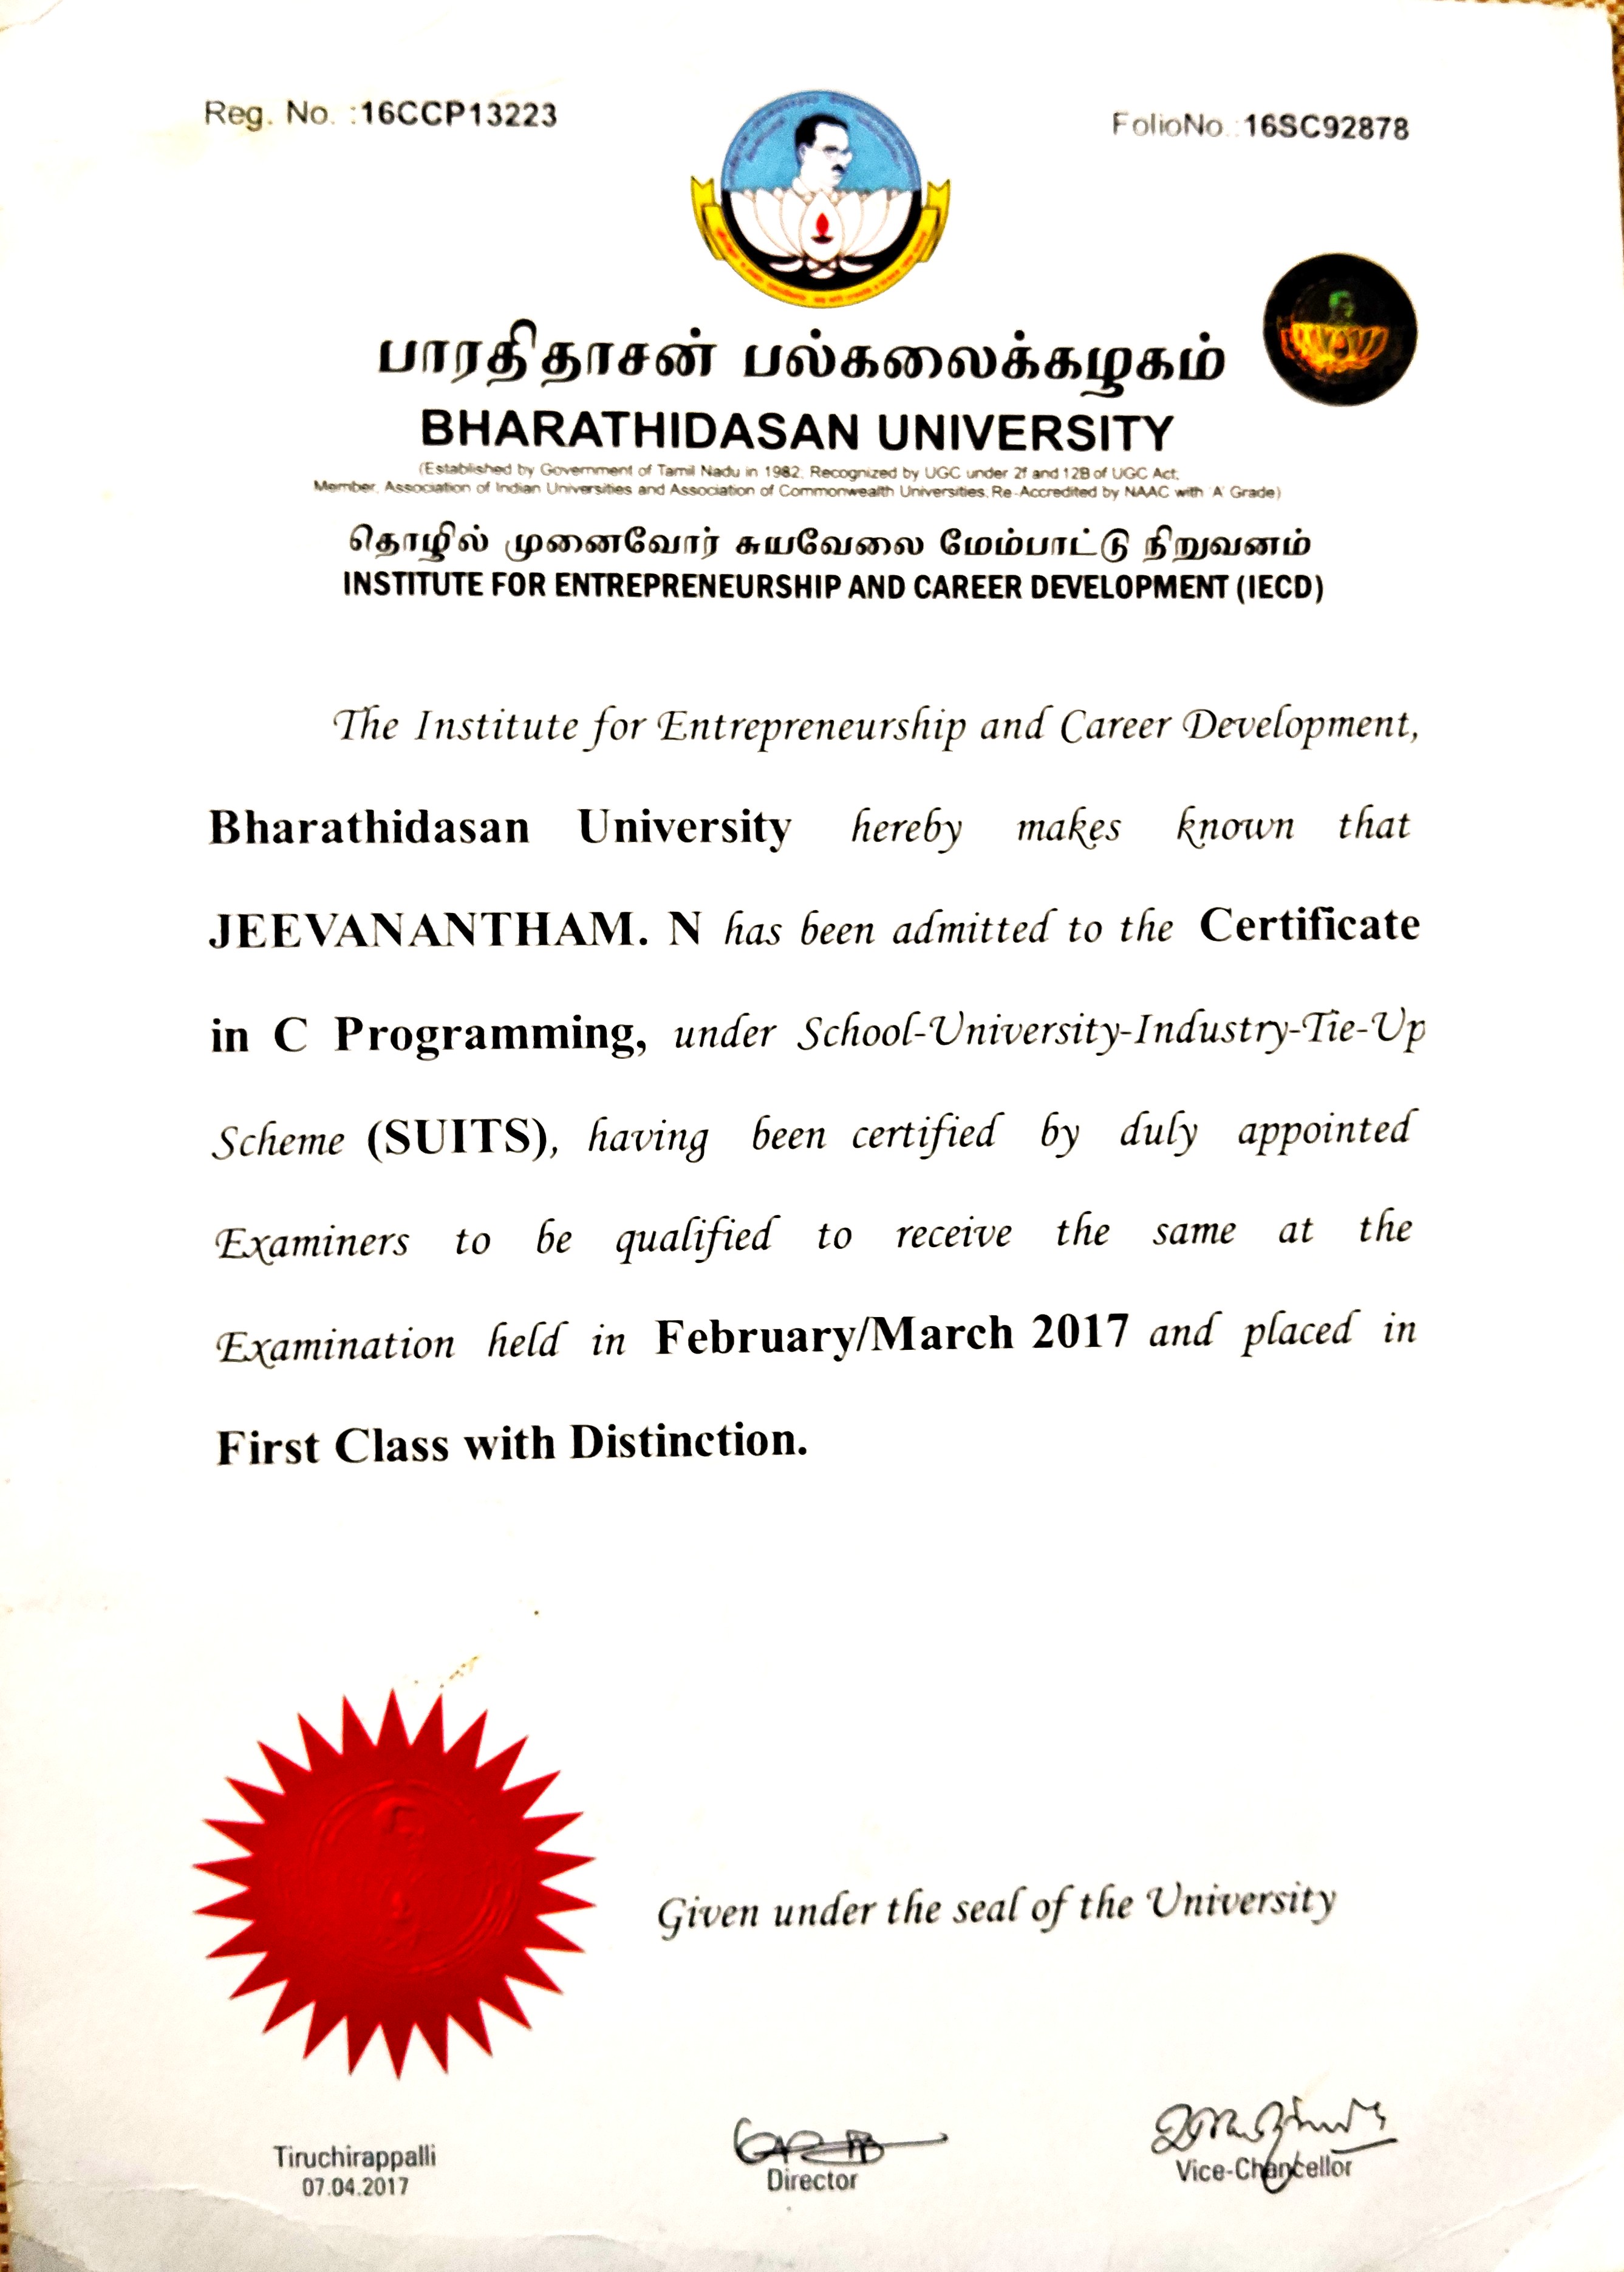 Reg. No. :16CCP13223
FolioNo.:16SC92878
பாரதிதாசன் பல்கலைக்கழகம்
BHARATHIDASAN UNIVERSITY
(Established by Government of Tamil Nadu in 1982, Recognized by UGC under 2f and 12B of UGC Act,
Member, Association of Indian Universities and Association of Commonwealth Universities, Re-Accredited by NAAC with 'A' Grade)
தொழில் முனைவோர் சுயவேலை மேம்பாட்டு நிறுவனம்
INSTITUTE FOR ENTREPRENEURSHIP AND CAREER DEVELOPMENT (IECD)
The Institute for Entrepreneurship and Career Development,
Bharathidasan University hereby makes known that
JEEVANANTHAM. N has been admitted to the Certificate
in C Programming, under School-University-Industry-Tie-Up
Scheme (SUITS), having been certified by duly appointed
Examiners to be qualified to receive the same at the
Examination held in February/March 2017 and placed in
First Class with Distinction.
Given under the seal of the University
Tiruchirappalli
07.04.2017
Director
Vice-Chancellor